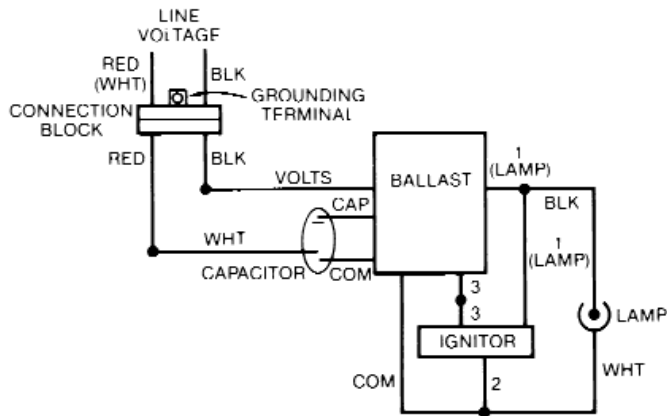 LINE
VOLTAGE
RED
(WHT)
BLK
GROUNDING
TERMINAL
CONNECTION
BLOCK
RED
BLK
VOLTS
BALLAST
1
(LAMP)
BLK
CAP
WHT
CAPACITOR
COM
1
(LAMP)
3
3
LAMP
IGNITOR
COM
2
WHT